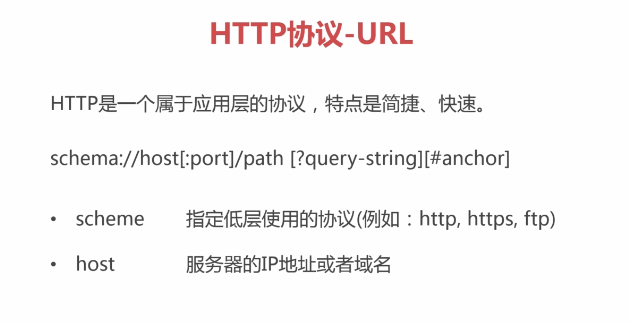 HTTP协议-URL
HTTP是一个属于应用层的协议，特点是简捷、快速。
schema://host[:port]/path [?query-string][#anchor]
• scheme 指定低层使用的协议(例如：http, https, ftp)
• host 服务器的IP地址或者域名